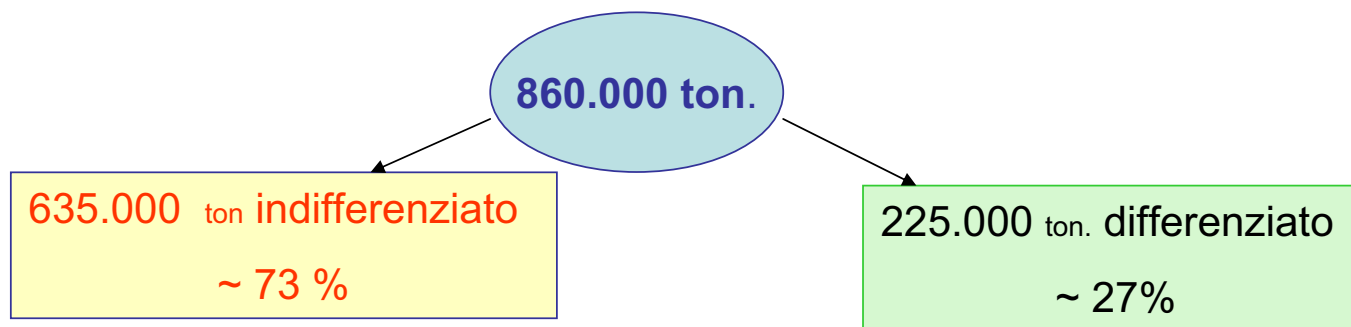 860.000 ton.
635.000 ton indifferenziato
~ 73 %
225.000 ton. differenziato
~ 27%